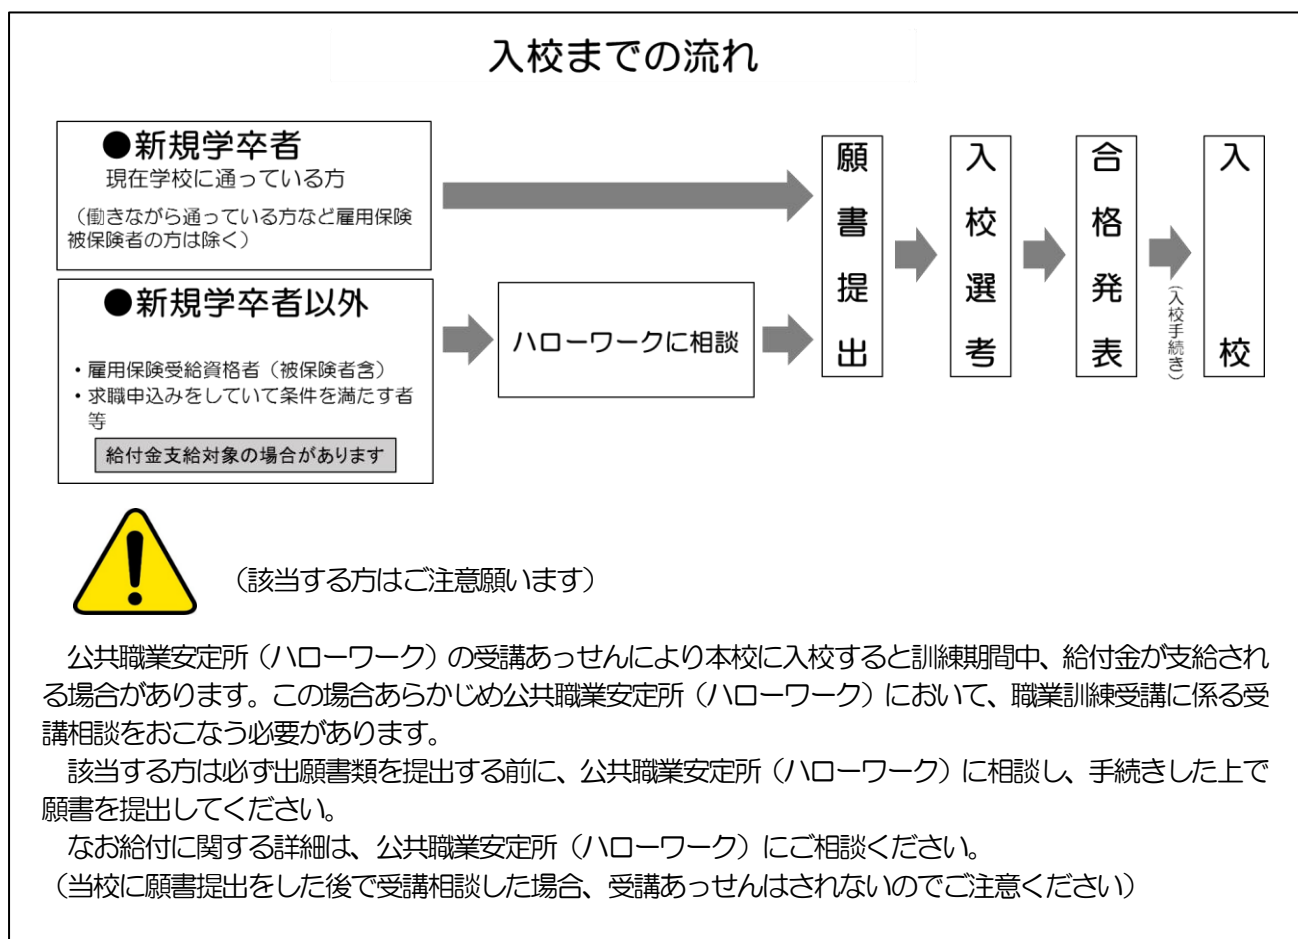 入校までの流れ
●新規学卒者
現在学校に通っている方
（働きながら通っている方など雇用保険
被保険者の方は除く）
●新規学卒者以外
・雇用保険受給資格者（被保険者含）
・求職申込みをしていて条件を満たす者
等
給付金支給対象の場合があります
ハローワークに相談
願書提出
入校選考
合格発表
（入校手続き）
入校
（該当する方はご注意願います）
公共職業安定所（ハローワーク）の受講あっせんにより本校に入校すると訓練期間中、給付金が支給され
る場合があります。この場合あらかじめ公共職業安定所（ハローワーク）において、職業訓練受講に係る受
講相談をおこなう必要があります。
該当する方は必ず出願書類を提出する前に、公共職業安定所（ハローワーク）に相談し、手続きした上で
願書を提出してください。
なお給付に関する詳細は、公共職業安定所（ハローワーク）にご相談ください。
（当校に願書提出をした後で受講相談した場合、受講あっせんはされないのでご注意ください）